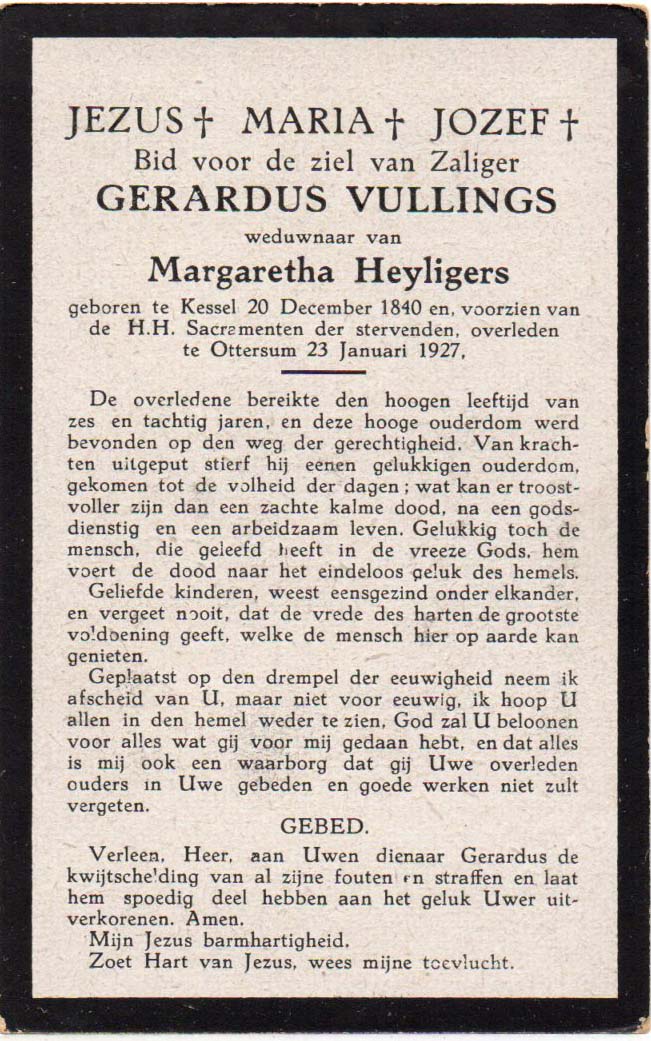 JEZUS † MARIA † JOZEF †
Bid voor de ziel van Zaliger
GERARDUS VULLINGS
weduwnaar van
Margaretha Heyligers
geboren te Kessel 20 December 1840 en, voorzien van
de H.H. Sacramenten der stervenden, overleden
te Ottersum 23 Januari 1927,
De overledene bereikte den hoogen leeftijd van
zes en tachtig jaren, en deze hooge ouderdom werd
bevonden op den weg der gerechtigheid. Van krach-
ten uitgeput stierf hij eenen gelukkigen ouderdom,
gekomen tot de volheid der dagen ; wat kan er troost-
voller zijn dan een zachte kalme dood, na een gods-
dienstig en een arbeidzaam leven. Gelukkig toch de
mensch, die geleefd heeft in de vreeze Gods, hem
voert de dood naar het eindeloos geluk des hemels.
Geliefde kinderen, weest eensgezind onder elkander,
en vergeet nooit, dat de vrede des harten de grootste
voldoening geeft, welke de mensch hier op aarde kan
genieten.
Geplaatst op den drempel der eeuwigheid neem ik
afscheid van U, maar niet voor eeuwig, ik hoop U
allen in den hemel weder te zien, God zal U beloonen
voor alles wat gij voor mij gedaan hebt, en dat alles
is mij ook een waarborg dat gij Uwe overleden
ouders in Uwe gebeden en goede werken niet zult
vergeten.
GEBED.
Verleen, Heer, aan Uwen dienaar Gerardus de
kwijtschelding van al zijne fouten en straffen en laat
hem spoedig deel hebben aan het geluk Uwer uit-
verkorenen. Amen.
Mijn Jezus barmhartigheid.
Zoet Hart van Jezus, wees mijne toevlucht.